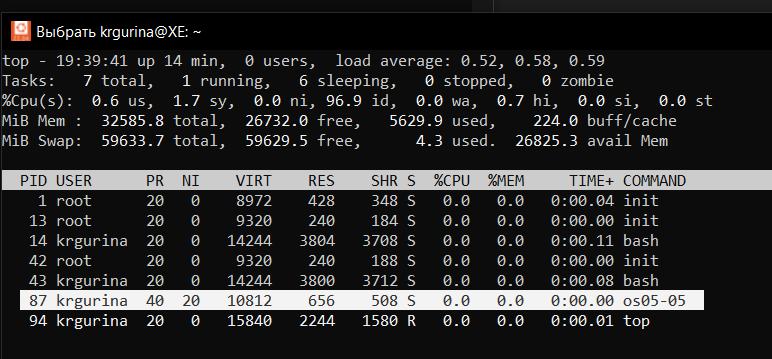 Выбрать krgurina@XE: ~
top - 19:39:41 up 14 min,  0 users,  load average: 0.52, 0.58, 0.59
Tasks:   7 total,   1 running,   6 sleeping,   0 stopped,   0 zombie
%Cpu(s):  0.6 us,  1.7 sy,  0.0 ni, 96.9 id,  0.0 wa,  0.7 hi,  0.0 si,  0.0 st
MiB Mem :  32585.8 total,  26732.0 free,   5629.9 used,    224.0 buff/cache
MiB Swap:  59633.7 total,  59629.5 free,      4.3 used.  26825.3 avail Mem
PID USER      PR  NI    VIRT    RES    SHR S  %CPU  %MEM     TIME+ COMMAND
1 root      20   0    8972    428    348 S   0.0   0.0   0:00.04 init
13 root      20   0    9320    240    184 S   0.0   0.0   0:00.00 init
14 krgurina  20   0   14244   3804   3708 S   0.0   0.0   0:00.11 bash
42 root      20   0    9320    240    188 S   0.0   0.0   0:00.00 init
43 krgurina  20   0   14244   3800   3712 S   0.0   0.0   0:00.08 bash
87 krgurina  40  20   10812    656    508 S   0.0   0.0   0:00.00 os05-05
94 krgurina  20   0   15840   2244   1580 R   0.0   0.0   0:00.01 top